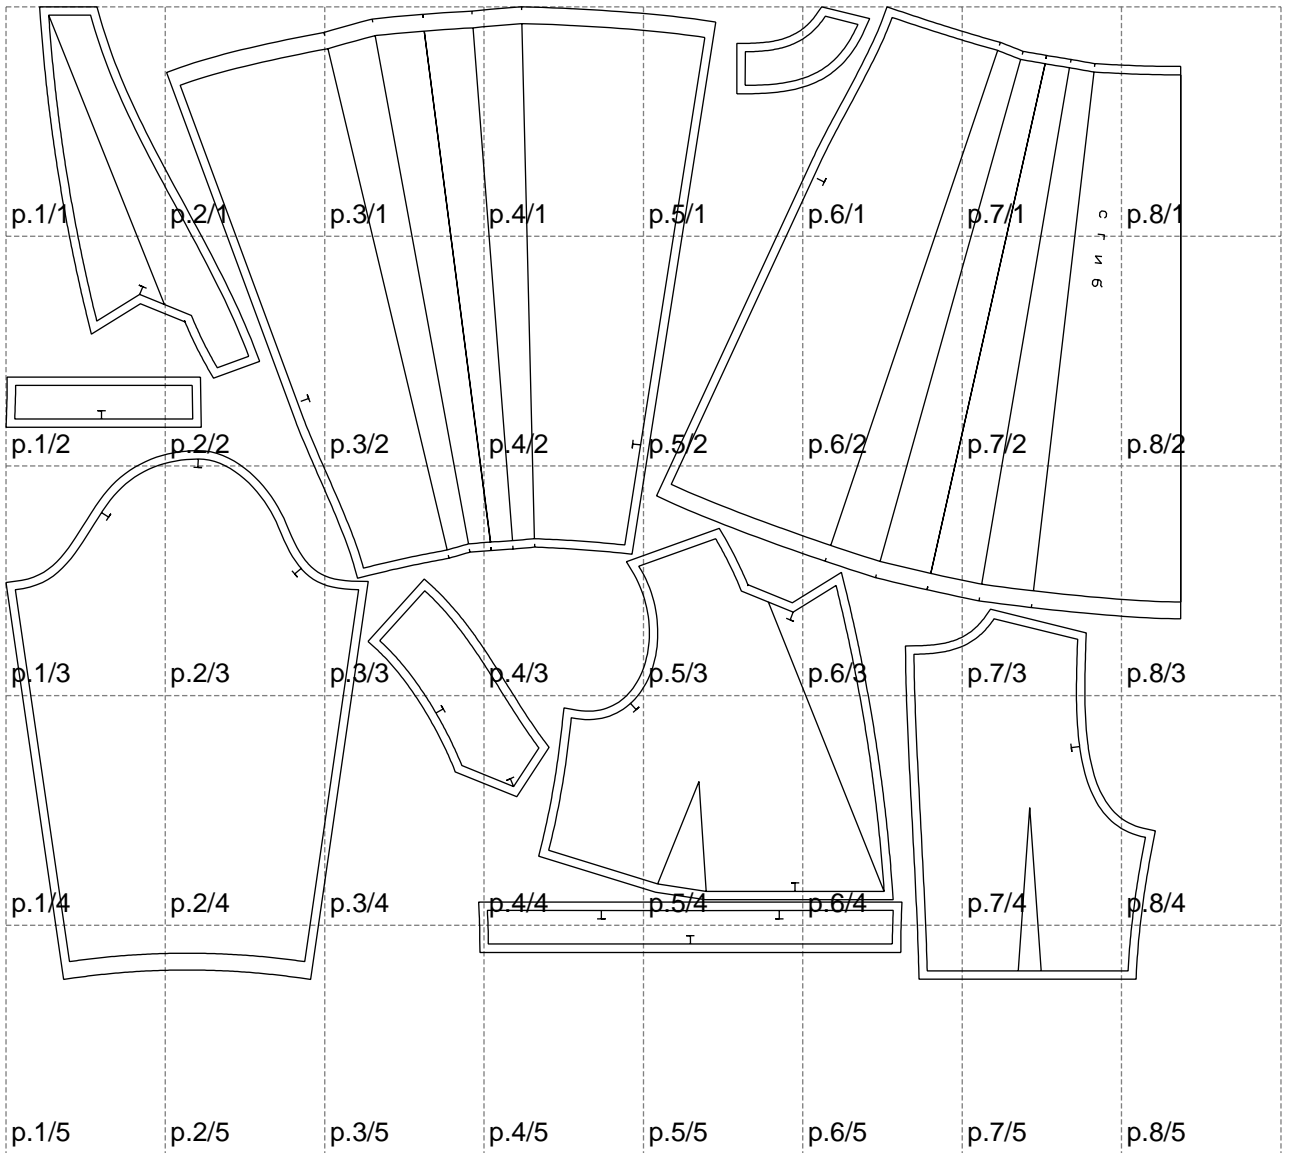 p.1/1 p.2/1 p.3/1 p.4/1 p.5/1 p.6/1 p.7/1 p.8/1
сгиб
p.1/2 p.2/2 p.3/2 p.4/2 p.5/2 p.6/2 p.7/2 p.8/2
p.1/3 p.2/3 p.3/3 p.4/3 p.5/3 p.6/3 p.7/3 p.8/3
p.1/4 p.2/4 p.3/4 p.4/4 p.5/4 p.6/4 p.7/4 p.8/4
p.1/5 p.2/5 p.3/5 p.4/5 p.5/5 p.6/5 p.7/5 p.8/5